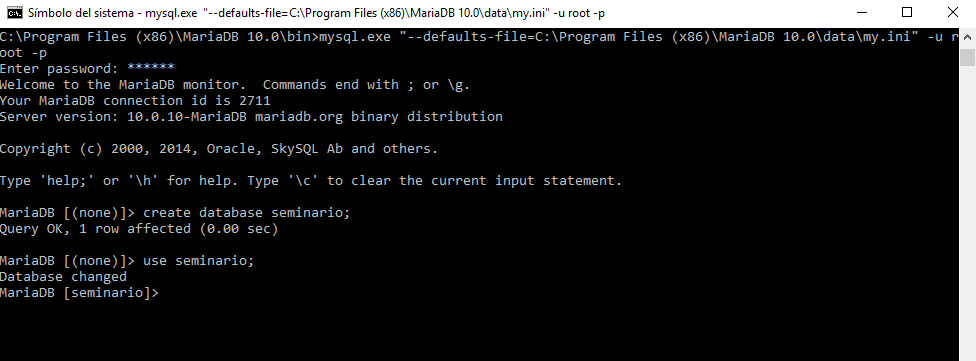 Símbolo del sistema - mysql.exe "--defaults-file=C:\Program Files (x86)\MariaDB 10.0\data\my.ini" -u root -p
C:\Program Files (x86)\MariaDB 10.0\bin>mysql.exe "--defaults-file=C:\Program Files (x86)\MariaDB 10.0\data\my.ini" -u r
oot -p
Enter password: ******
Welcome to the MariaDB monitor.  Commands end with ; or \g.
Your MariaDB connection id is 2711
Server version: 10.0.10-MariaDB mariadb.org binary distribution
Copyright (c) 2000, 2014, Oracle, SkySQL Ab and others.
Type 'help;' or '\h' for help. Type '\c' to clear the current input statement.
MariaDB [(none)]> create database seminario;
Query OK, 1 row affected (0.00 sec)
MariaDB [(none)]> use seminario;
Database changed
MariaDB [seminario]>